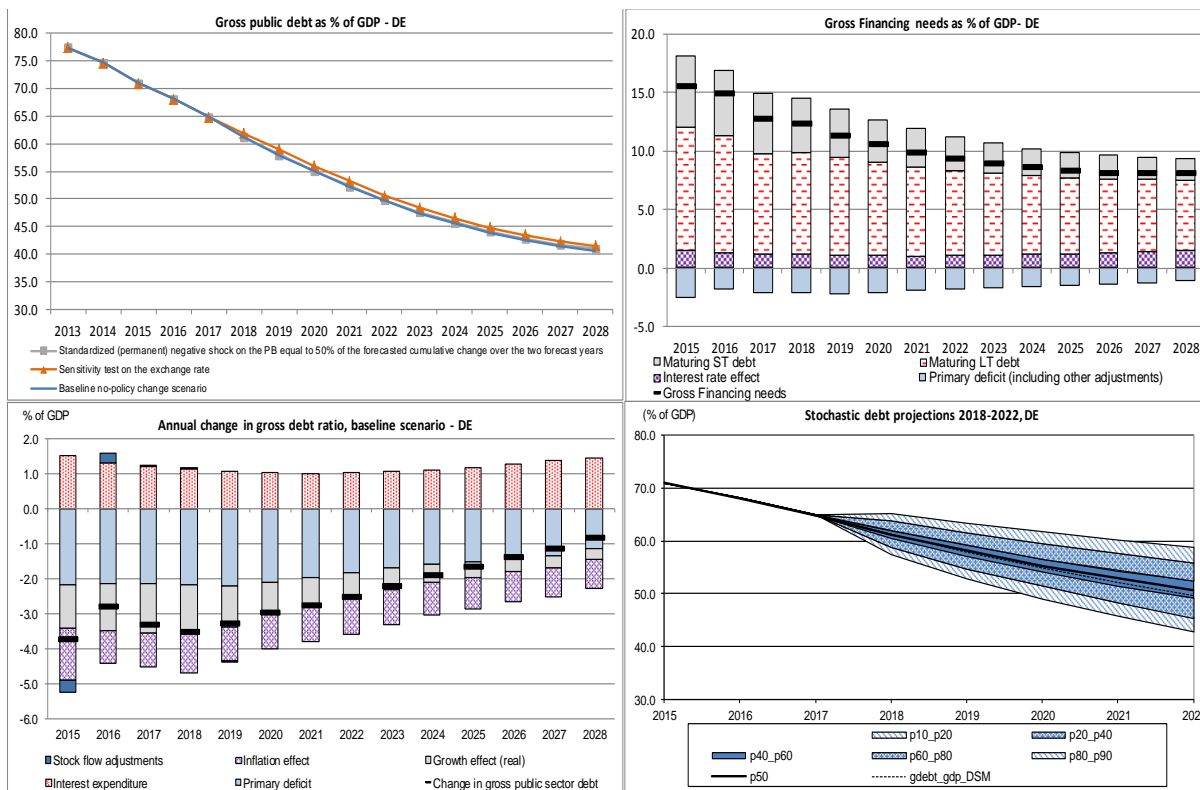 Gross public debt as % of GDP - DE
80.0
75.0
70.0
65.0
60.0
55.0
50.0
45.0
40.0
35.0
30.0
2013 2014 2015 2016 2017 2018 2019 2020 2021 2022 2023 2024 2025 2026 2027 2028
Standardized (permanent) negative shock on the PB equal to 50% of the forecasted cumulative change over the two forecast years
Sensitivity test on the exchange rate
Baseline no-policy change scenario
Gross Financing needs as % of GDP- DE
20.0
15.0
10.0
5.0
0.0
-5.0
2015 2016 2017 2018 2019 2020 2021 2022 2023 2024 2025 2026 2027 2028
Maturing ST debt Maturing LT debt
Interest rate effect Primary deficit (including other adjustments)
Gross Financing needs
% of GDP
Annual change in gross debt ratio, baseline scenario - DE
2.0
1.0
0.0
-1.0
-2.0
-3.0
-4.0
-5.0
-6.0
2015 2016 2017 2018 2019 2020 2021 2022 2023 2024 2025 2026 2027 2028
Stock flow adjustments Inflation effect Growth effect (real)
Interest expenditure Primary deficit Change in gross public sector debt
(% of GDP)
Stochastic debt projections 2018-2022, DE
80.0
70.0
60.0
50.0
40.0
30.0
2015 2016 2017 2018 2019 2020 2021 202
p10_p20 p20_p40
p40_p60 p60_p80 p80_p90
p50 gdebt_gdp_DSM